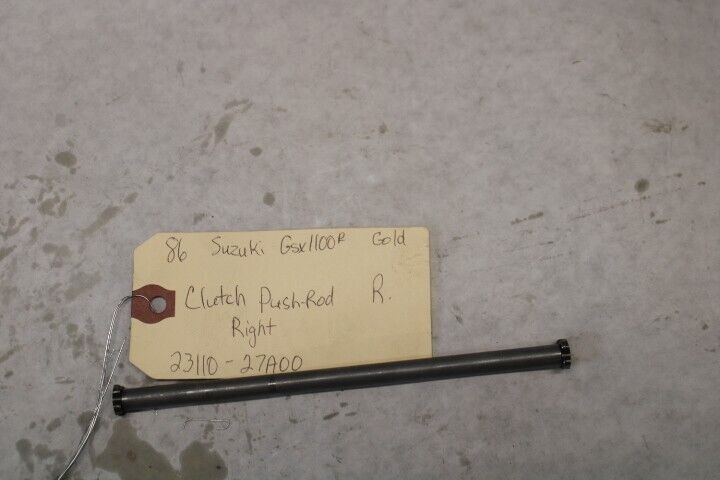 86 Suzuki Gsx1100R Gold
Clutch Push-Rod R.
Right
23110-27A00